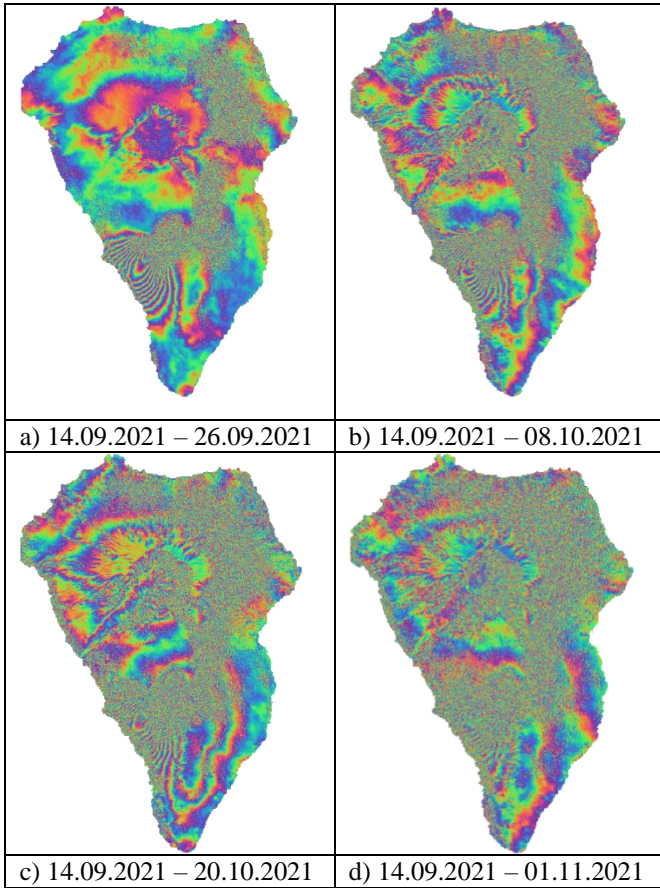 a) 14.09.2021 – 26.09.2021
b) 14.09.2021 – 08.10.2021
c) 14.09.2021 – 20.10.2021
d) 14.09.2021 – 01.11.2021